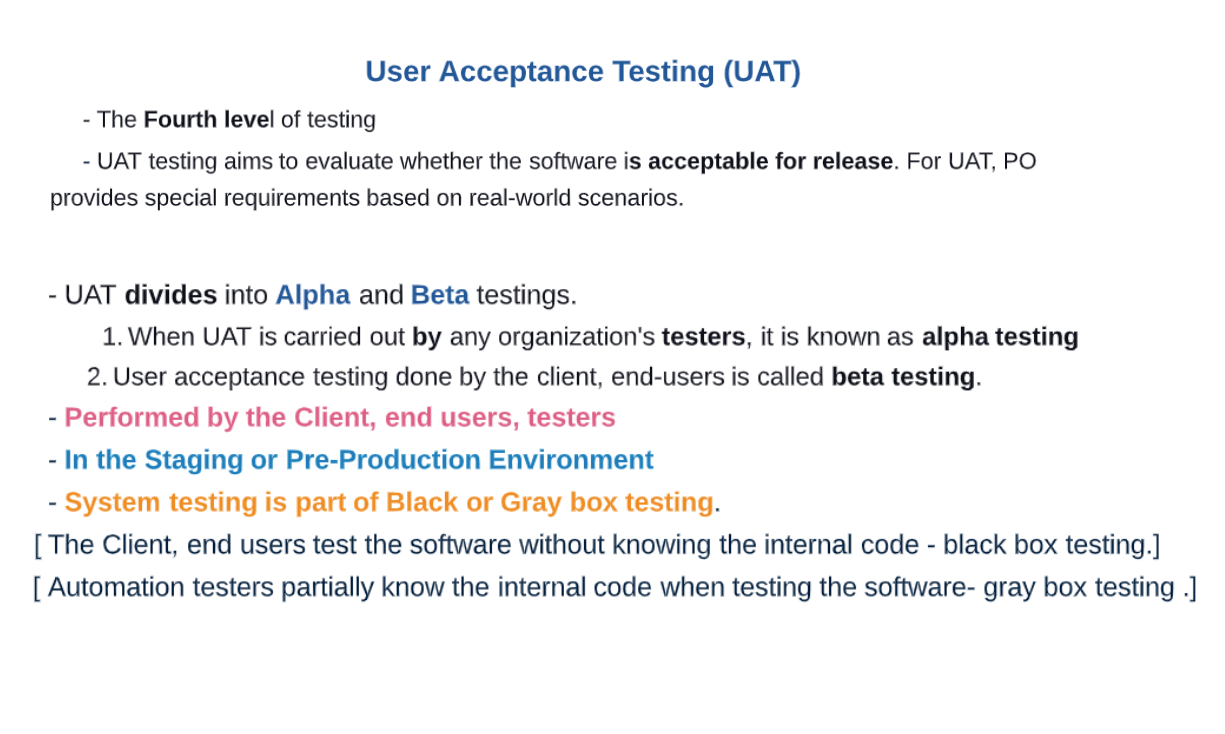 User Acceptance Testing (UAT)
- The Fourth level of testing
- UAT testing aims to evaluate whether the software is acceptable for release. For UAT, PO
provides special requirements based on real-world scenarios.
- UAT divides into Alpha and Beta testings.
1. When UAT is carried out by any organization's testers, it is known as alpha testing
2. User acceptance testing done by the client, end-users is called beta testing.
- Performed by the Client, end users, testers
- In the Staging or Pre-Production Environment
- System testing is part of Black or Gray box testing.
[ The Client, end users test the software without knowing the internal code - black box testing.]
[ Automation testers partially know the internal code when testing the software- gray box testing .]